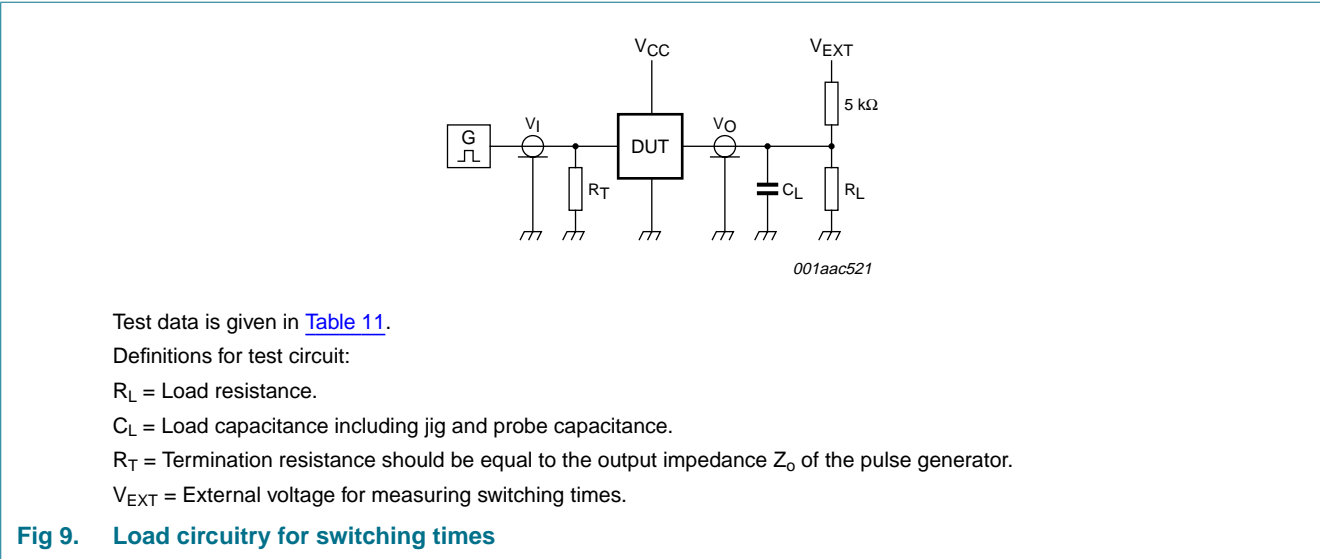 VCC
VEXT
5 kΩ
G
VI
DUT
VO
RT
CL
RL
001aac521
Test data is given in Table 11.
Definitions for test circuit:
RL = Load resistance.
CL = Load capacitance including jig and probe capacitance.
RT = Termination resistance should be equal to the output impedance Zo of the pulse generator.
VEXT = External voltage for measuring switching times.
Fig 9. Load circuitry for switching times